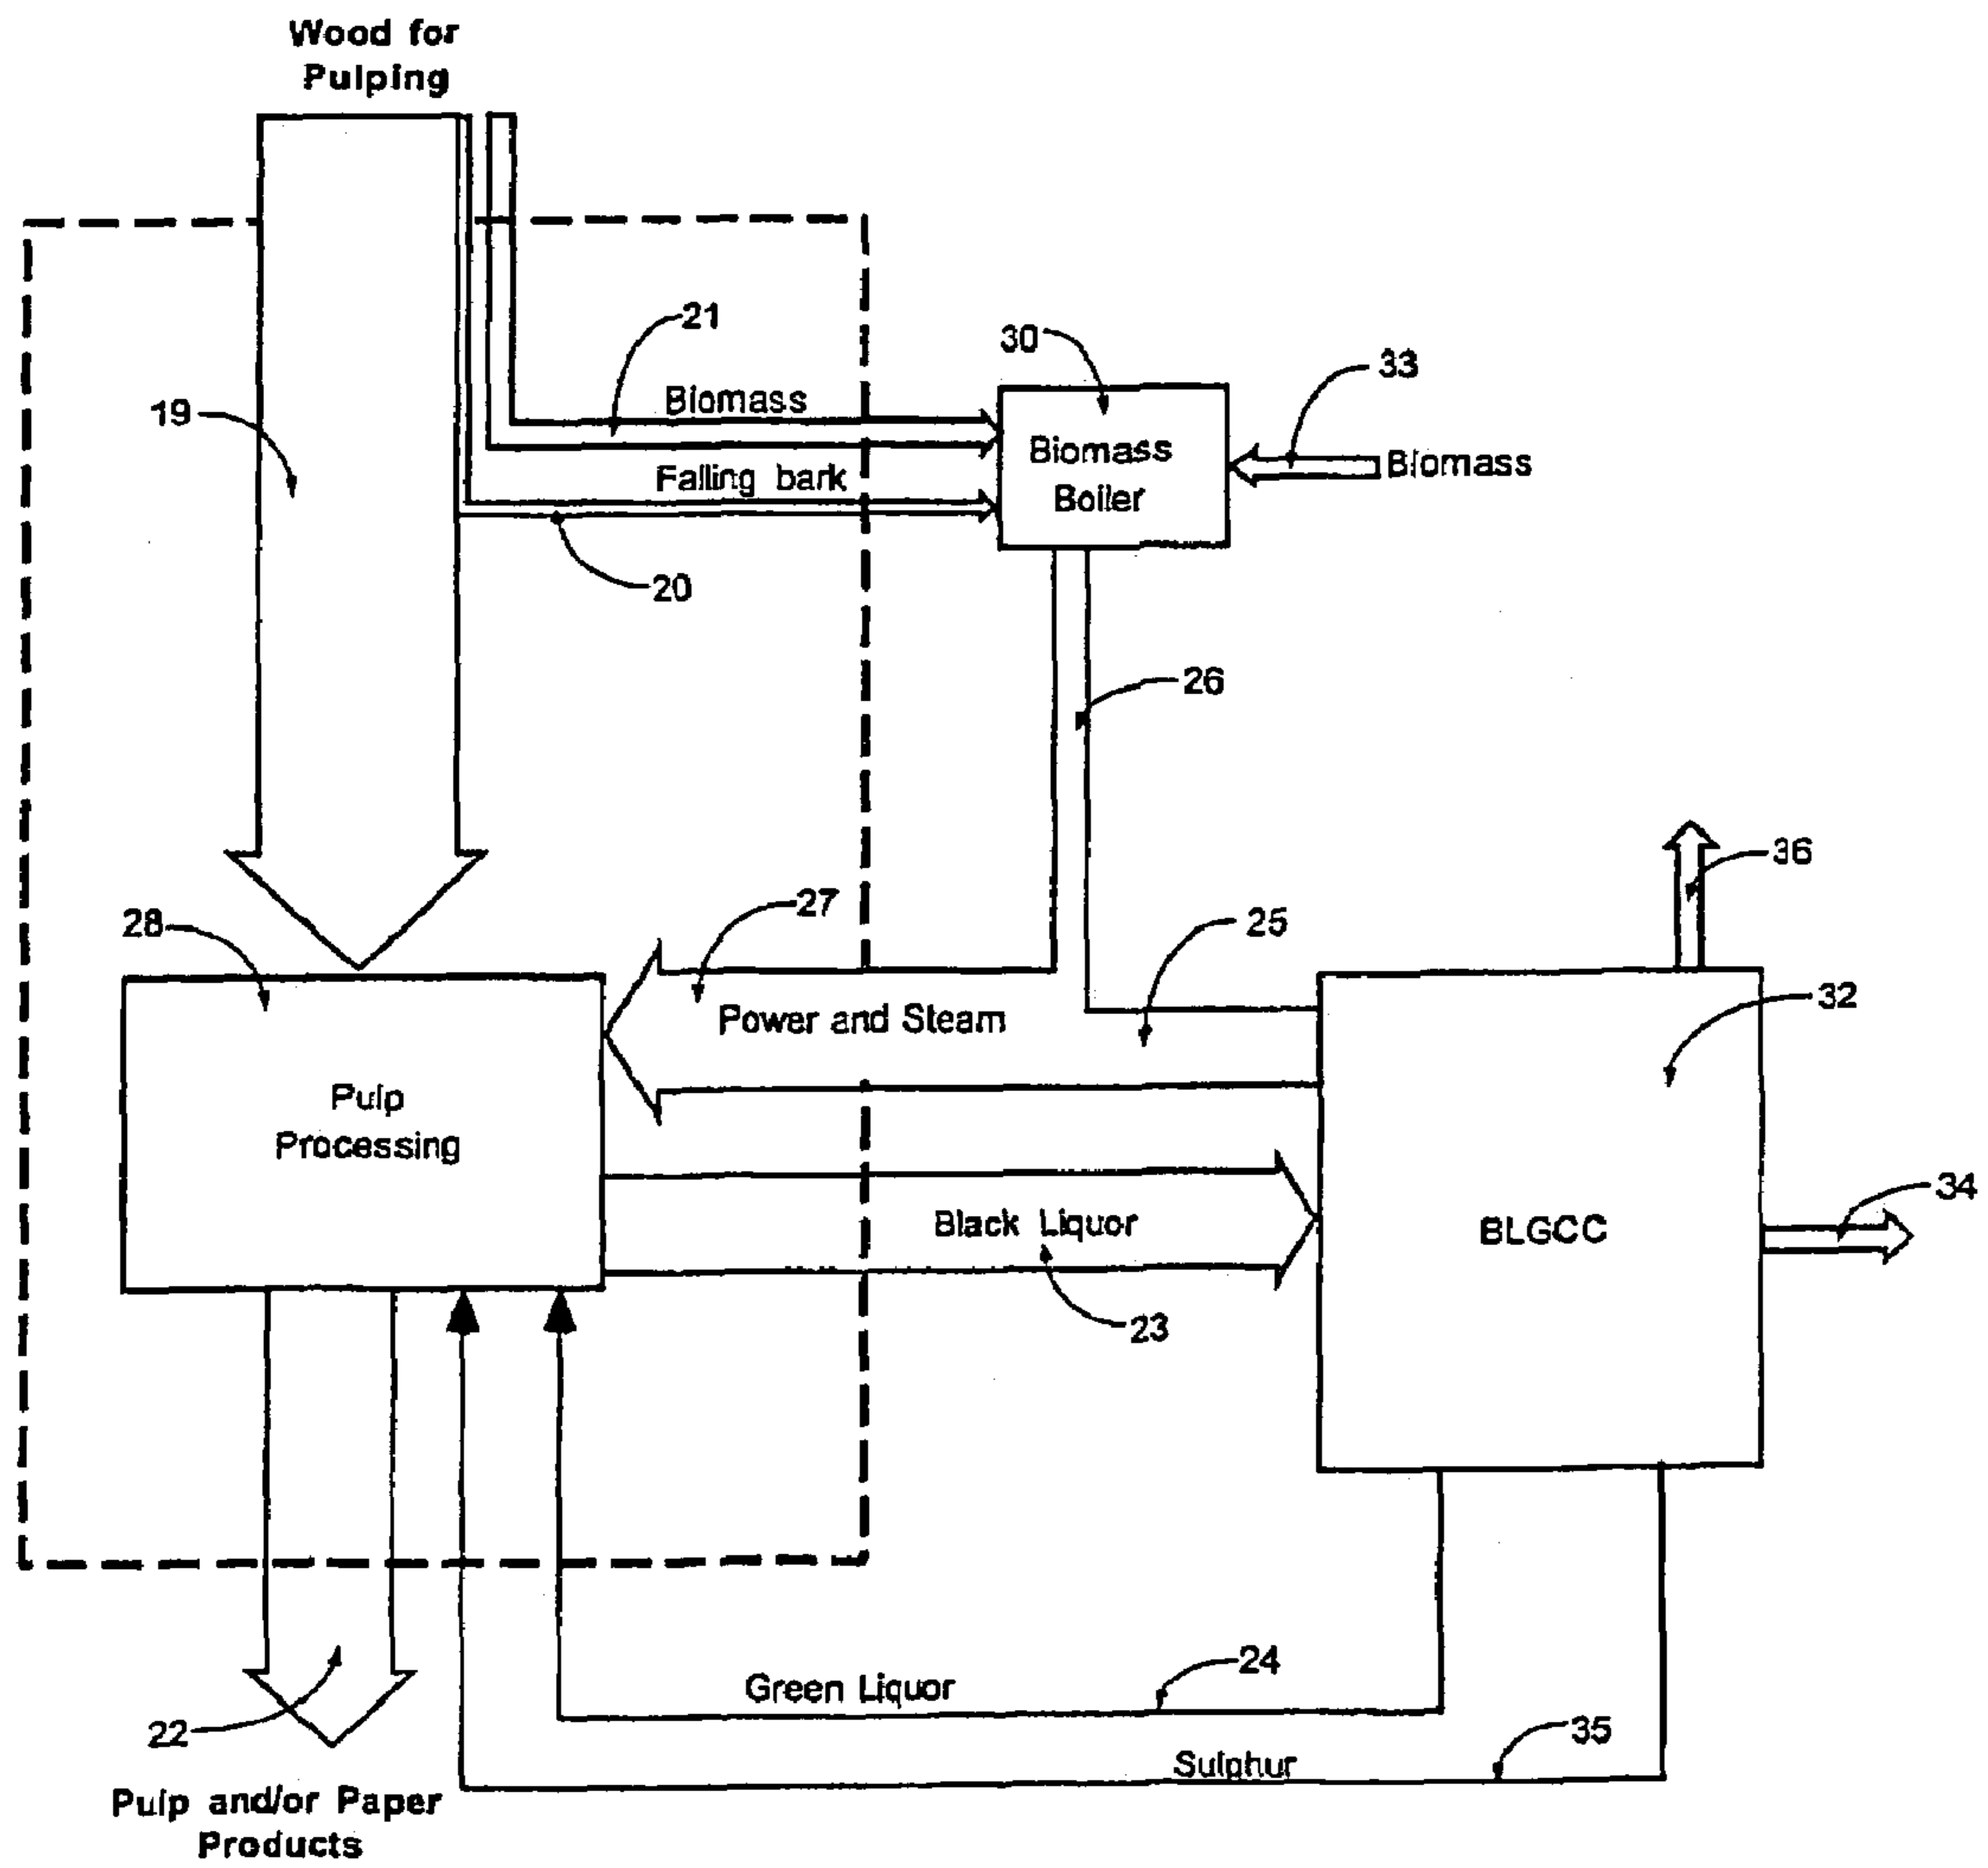 Wood for
Pulping
21
30
33
19
Biomass
Biomass
Boiler
Biomass
Falling bark
20
26
36
27
28
25
32
Power and Steam
Pulp
Processing
34
Black Liquor
BLGCC
23
24
Green Liquor
22
35
Sulphur
Pulp and/or Paper
Products